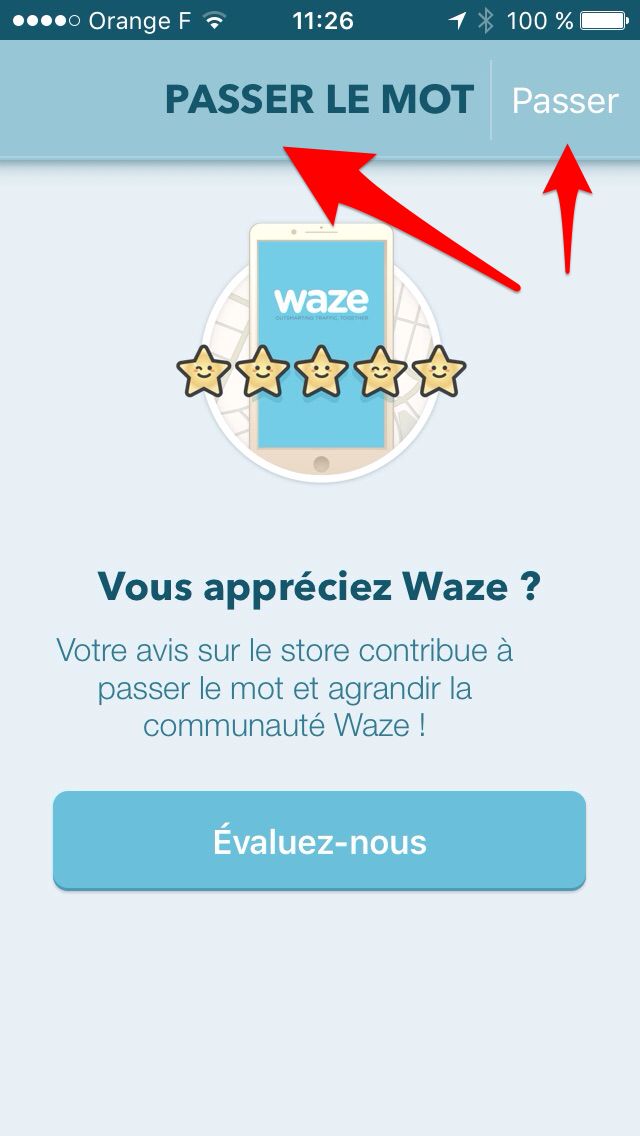 Orange F 11:26 100 %
PASSER LE MOT Passer
waze
OUTSMARTING TRAFFIC, TOGETHER
Vous appréciez Waze ?
Votre avis sur le store contribue à
passer le mot et agrandir la
communauté Waze !
Évaluez-nous